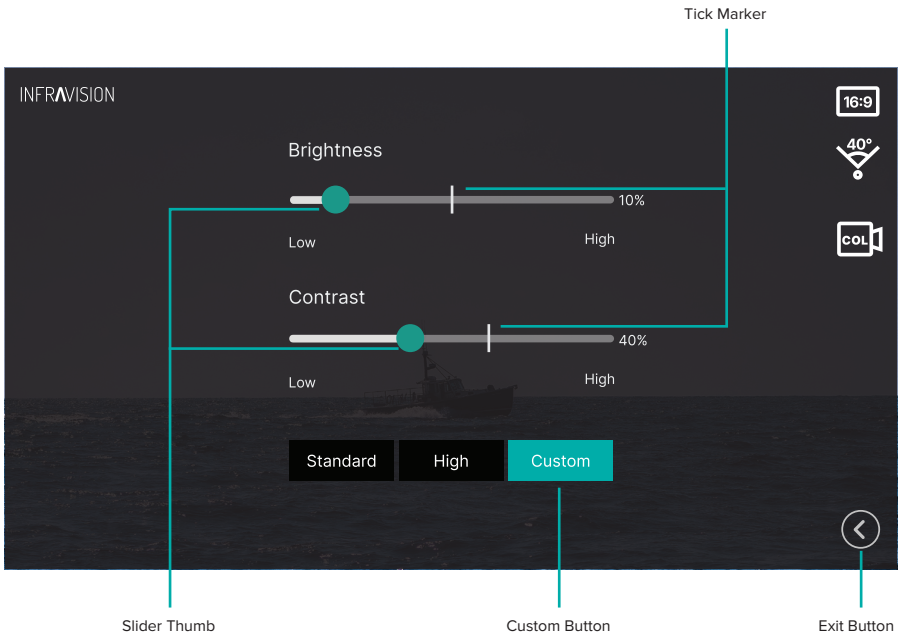 Tick Marker
INFRAVISION
16:9
Brightness
40°
10%
Low High
COL
Contrast
40%
Low High
Standard High Custom
Slider Thumb Custom Button Exit Button